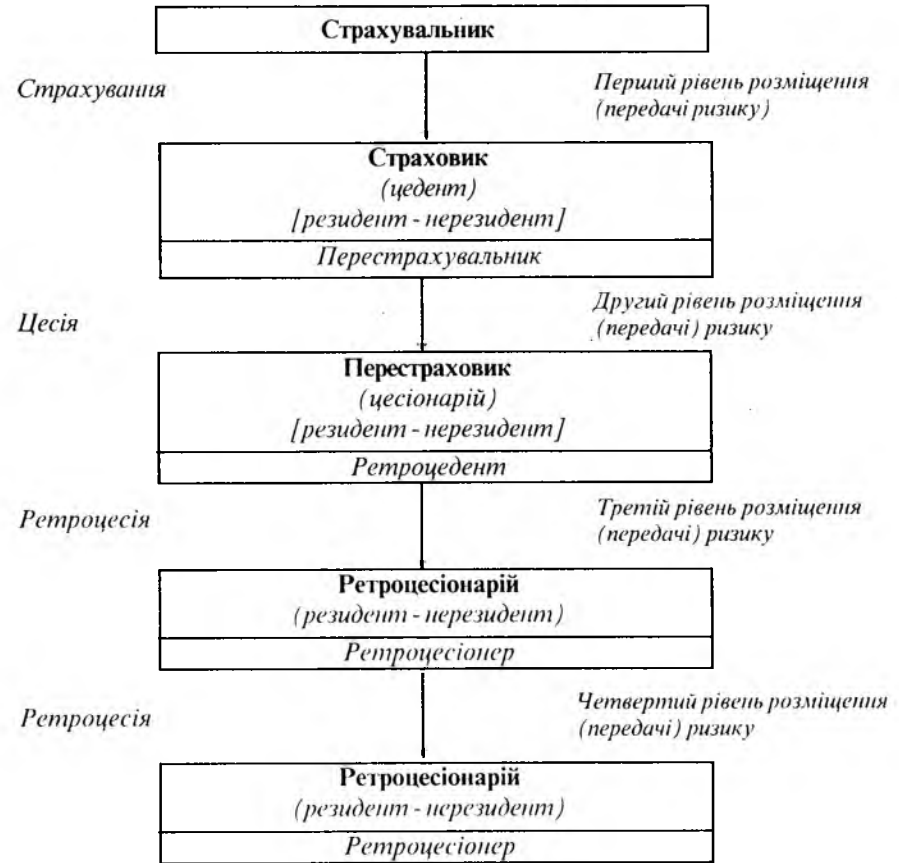 Страхувальник
Страхування
Перший рівень розміщення
(передачі ризику)
Страховик
(цедент)
[резидент - нерезидент]
Перестрахувальник
Цесія
Другий рівень розміщення
(передачі) ризику
Перестраховик
(цесіонарій)
[резидент - нерезидент]
Ретроцедент
Ретроцесія
Третій рівень розміщення
(передачі) ризику
Ретроцесіонарій
(резидент - нерезидент)
Ретроцесіонер
Ретроцесія
Четвертий рівень розміщення
(передачі) ризику
Ретроцесіонарій
(резидент - нерезидент)
Ретроцесіонер